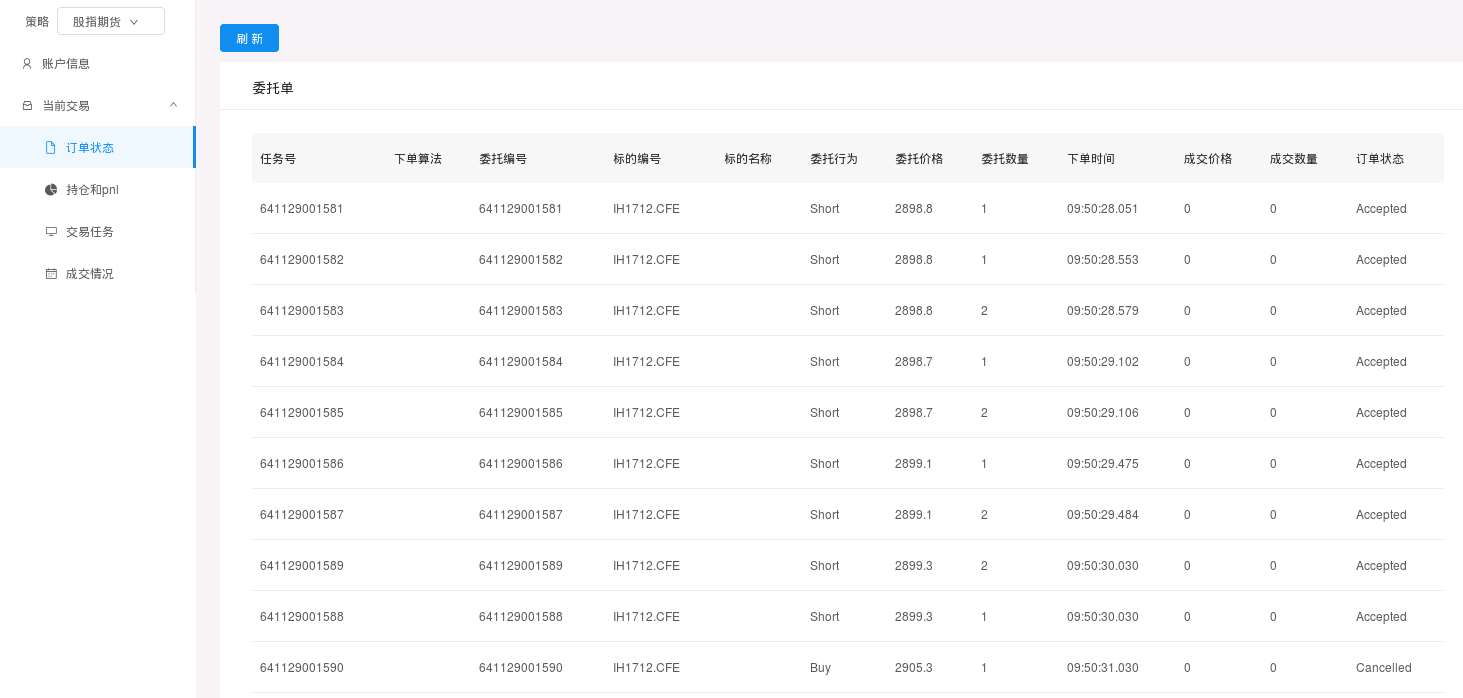 策略 股指期货
账户信息
当前交易
订单状态
持仓和pnl
交易任务
成交情况
刷 新
委托单
任务号 下单算法 委托编号 标的编号 标的名称 委托行为 委托价格 委托数量 下单时间 成交价格 成交数量 订单状态
641129001581 641129001581 IH1712.CFE Short 2898.8 1 09:50:28.051 0 0 Accepted
641129001582 641129001582 IH1712.CFE Short 2898.8 1 09:50:28.553 0 0 Accepted
641129001583 641129001583 IH1712.CFE Short 2898.8 2 09:50:28.579 0 0 Accepted
641129001584 641129001584 IH1712.CFE Short 2898.7 1 09:50:29.102 0 0 Accepted
641129001585 641129001585 IH1712.CFE Short 2898.7 2 09:50:29.106 0 0 Accepted
641129001586 641129001586 IH1712.CFE Short 2899.1 1 09:50:29.475 0 0 Accepted
641129001587 641129001587 IH1712.CFE Short 2899.1 2 09:50:29.484 0 0 Accepted
641129001589 641129001589 IH1712.CFE Short 2899.3 2 09:50:30.030 0 0 Accepted
641129001588 641129001588 IH1712.CFE Short 2899.3 1 09:50:30.030 0 0 Accepted
641129001590 641129001590 IH1712.CFE Buy 2905.3 1 09:50:31.030 0 0 Cancelled